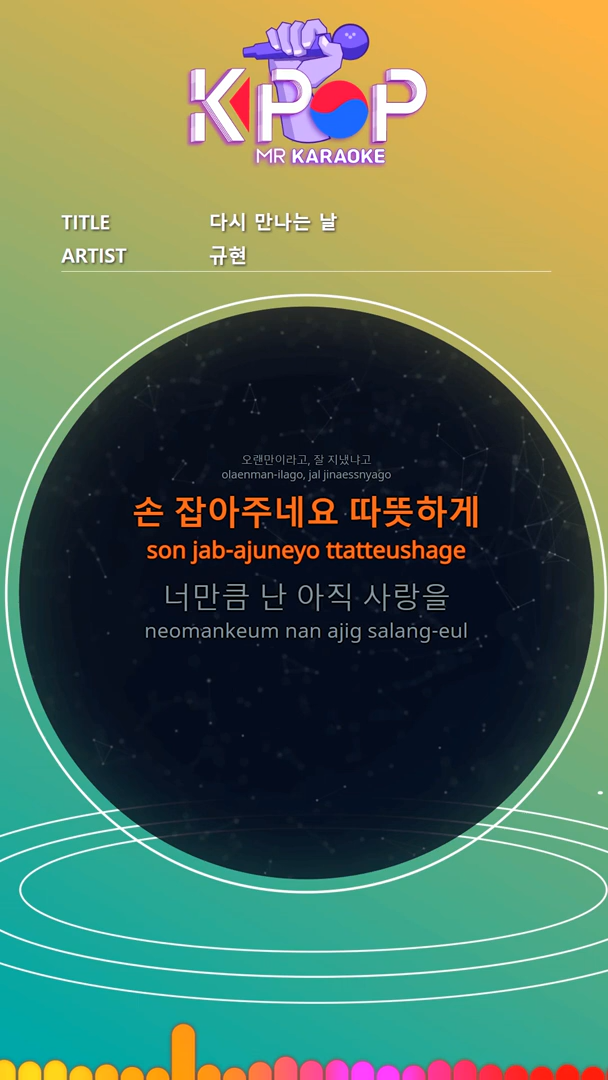 KPOP
MR KARAOKE
TITLE 다시 만나는 날
ARTIST 규현
오랜만이라고, 잘 지냈냐고
olaenman-ilago, jal jinaessnyago
손 잡아주네요 따뜻하게
son jab-ajuneyo ttatteushage
너만큼 난 아직 사랑을
neomankeum nan ajig salang-eul